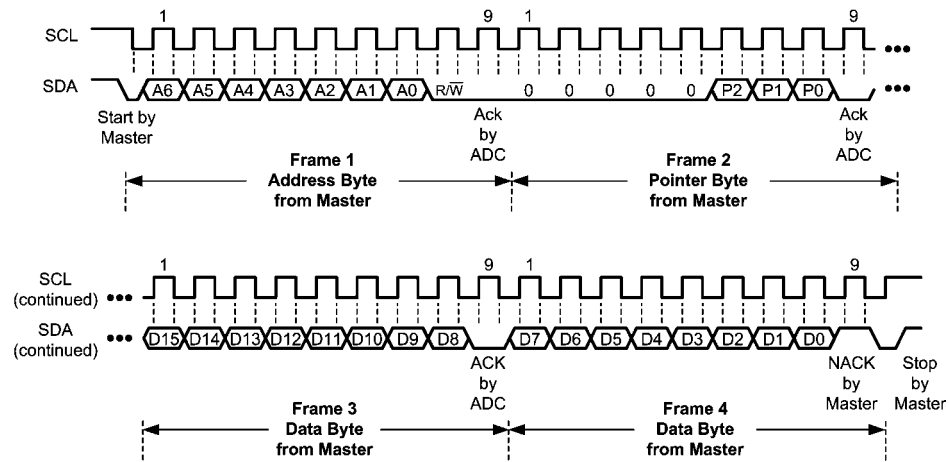 1 9 1 9
SCL
SDA A6 A5 A4 A3 A2 A1 A0 R/W̅ 0 0 0 0 0 P2 P1 P0
Start by
Master
Ack
by
ADC
Ack
by
ADC
Frame 1
Address Byte
from Master
Frame 2
Pointer Byte
from Master
1 9 1 9
SCL
(continued)
SDA
(continued)
D15 D14 D13 D12 D11 D10 D9 D8 D7 D6 D5 D4 D3 D2 D1 D0
ACK
by
ADC
NACK
by
Master
Stop
by
Master
Frame 3
Data Byte
from Master
Frame 4
Data Byte
from Master